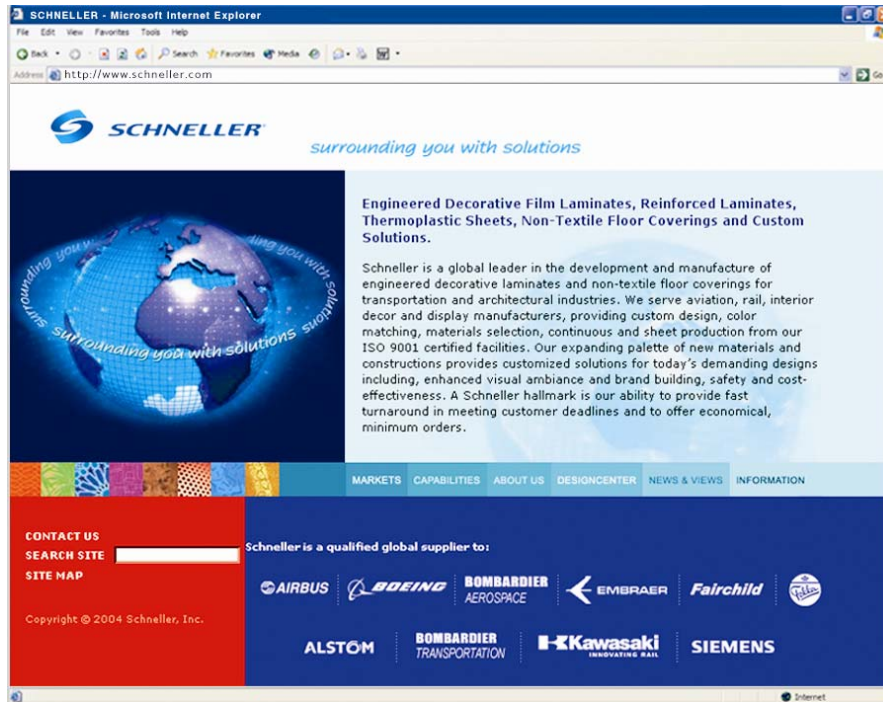 SCHNELLER - Microsoft Internet Explorer
File Edit View Favorites Tools Help
Back Search Favorites Media
Address http://www.schneller.com Go
SCHNELLER
surrounding you with solutions
Engineered Decorative Film Laminates, Reinforced Laminates,
Thermoplastic Sheets, Non-Textile Floor Coverings and Custom
Solutions.
Schneller is a global leader in the development and manufacture of
engineered decorative laminates and non-textile floor coverings for
transportation and architectural industries. We serve aviation, rail, interior
decor and display manufacturers, providing custom design, color
matching, materials selection, continuous and sheet production from our
ISO 9001 certified facilities. Our expanding palette of new materials and
constructions provides customized solutions for today's demanding designs
including, enhanced visual ambiance and brand building, safety and cost-
effectiveness. A Schneller hallmark is our ability to provide fast
turnaround in meeting customer deadlines and to offer economical,
minimum orders.
surrounding you with solutions
surrounding you with solutions
MARKETS CAPABILITIES ABOUT US DESIGNCENTER NEWS & VIEWS INFORMATION
CONTACT US
SEARCH SITE
SITE MAP
Copyright © 2004 Schneller, Inc.
Schneller is a qualified global supplier to:
AIRBUS BOEING BOMBARDIER AEROSPACE EMBRAER Fairchild
ALSTOM BOMBARDIER TRANSPORTATION Kawasaki INNOVATING RAIL SIEMENS
Internet